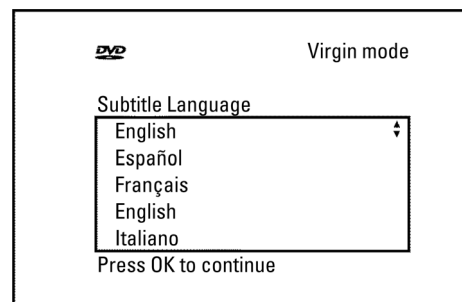 DVD
Virgin mode
Subtitle Language
English
Español
Français
English
Italiano
Press OK to continue